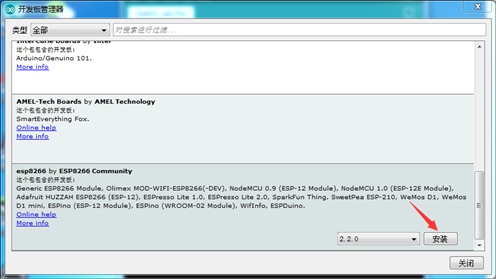 开发板管理器
类型 全部 对搜索进行过滤...
Intel Curie Boards by Intel
这个包包含的开发板:
Arduino/Genuino 101.
More info
AMEL-Tech Boards by AMEL Technology
这个包包含的开发板:
SmartEverything Fox.
Online help
More info
esp8266 by ESP8266 Community
这个包包含的开发板:
Generic ESP8266 Module, Olimex MOD-WIFI-ESP8266(-DEV), NodeMCU 0.9 (ESP-12 Module), NodeMCU 1.0 (ESP-12E Module),
Adafruit HUZZAH ESP8266 (ESP-12), ESPresso Lite 1.0, ESPresso Lite 2.0, SparkFun Thing, SweetPea ESP-210, WeMos D1, WeMos
D1 mini, ESPino (ESP-12 Module), ESPino (WROOM-02 Module), WifInfo, ESPDuino.
Online help
More info
2.2.0 安装
关闭